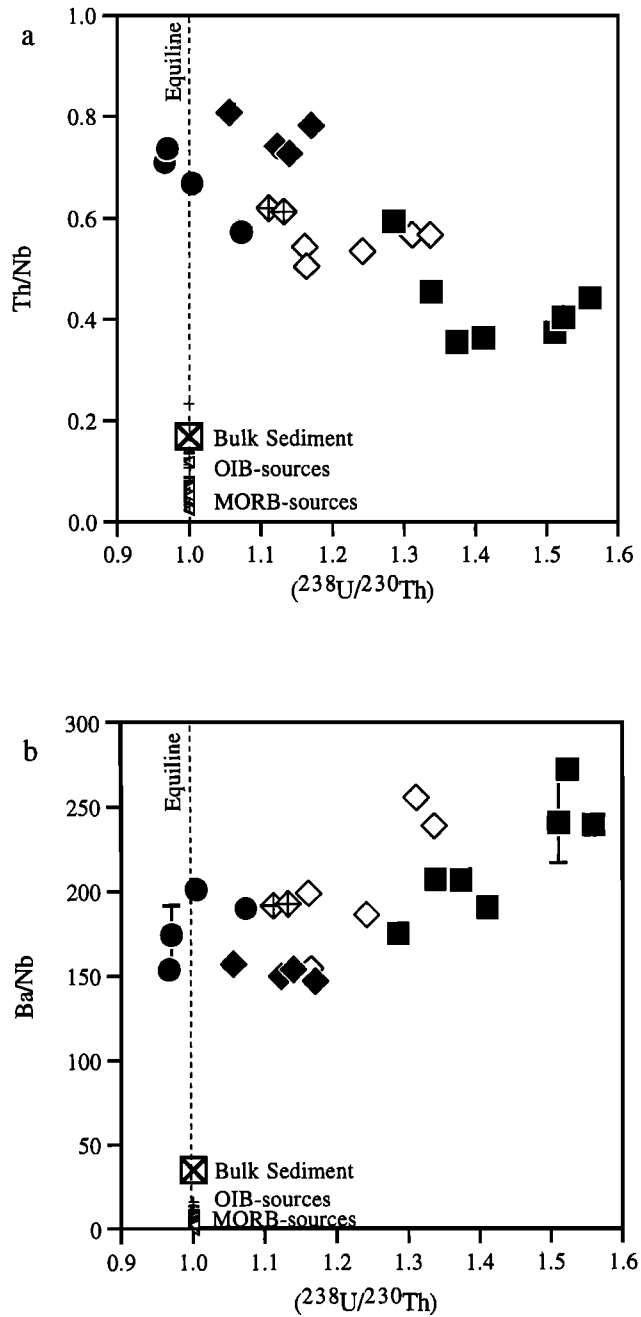 a
Equiline
1.0
0.8
0.6
0.4
0.2
0.0
Th/Nb
Bulk Sediment
OIB-sources
MORB-sources
0.9 1.0 1.1 1.2 1.3 1.4 1.5 1.6
(²³⁸U/²³⁰Th)
b
Equiline
300
250
200
150
100
50
0
Ba/Nb
Bulk Sediment
OIB-sources
MORB-sources
0.9 1.0 1.1 1.2 1.3 1.4 1.5 1.6
(²³⁸U/²³⁰Th)